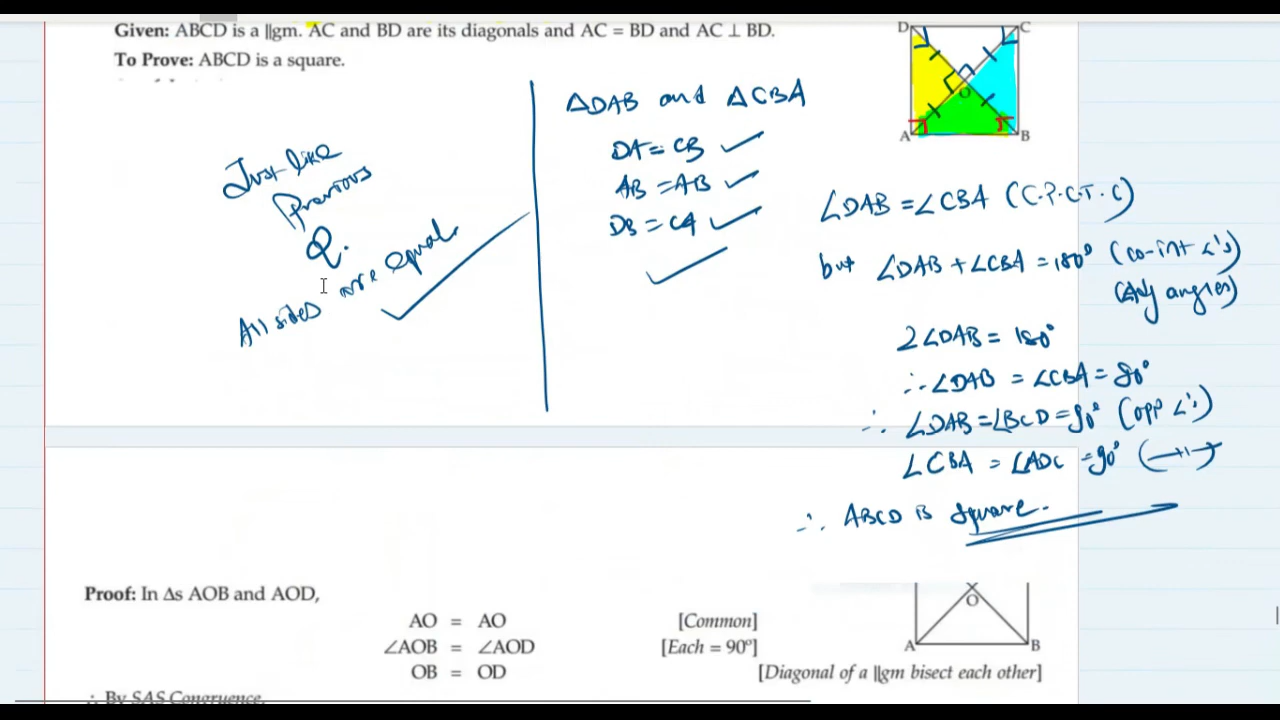 Given: ABCD is a ||gm. AC and BD are its diagonals and AC = BD and AC ⊥ BD.
To Prove: ABCD is a square.
D C
O
A B
Just like
Previous
Q.
All sides are equal
ΔDAB and ΔCBA
DA = CB ✓
AB = AB ✓
DB = CA ✓
∠DAB = ∠CBA (C.P.C.T.C)
but ∠DAB + ∠CBA = 180° (co-int ∠'s)
(Adj angles)
2∠DAB = 180°
∴ ∠DAB = ∠CBA = 90°
∴ ∠DAB = ∠BCD = 90° (opp ∠'s)
∠CBA = ∠ADC = 90° (—〃—)
∴ ABCD is square.
Proof: In Δs AOB and AOD,
AO = AO [Common]
∠AOB = ∠AOD [Each = 90°]
OB = OD [Diagonal of a ||gm bisect each other]
∴ By SAS Congruence,
O
A B